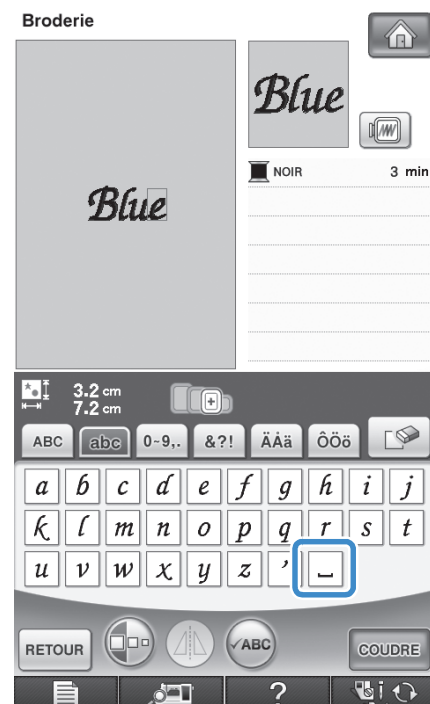 Broderie
Blue
Blue
NOIR 3 min
3.2 cm
7.2 cm
ABC abc 0~9,. &?! ÄÅä ÔÖö
a b c d e f g h i j
k l m n o p q r s t
u v w x y z ’ ⎵
RETOUR ABC COUDRE
?